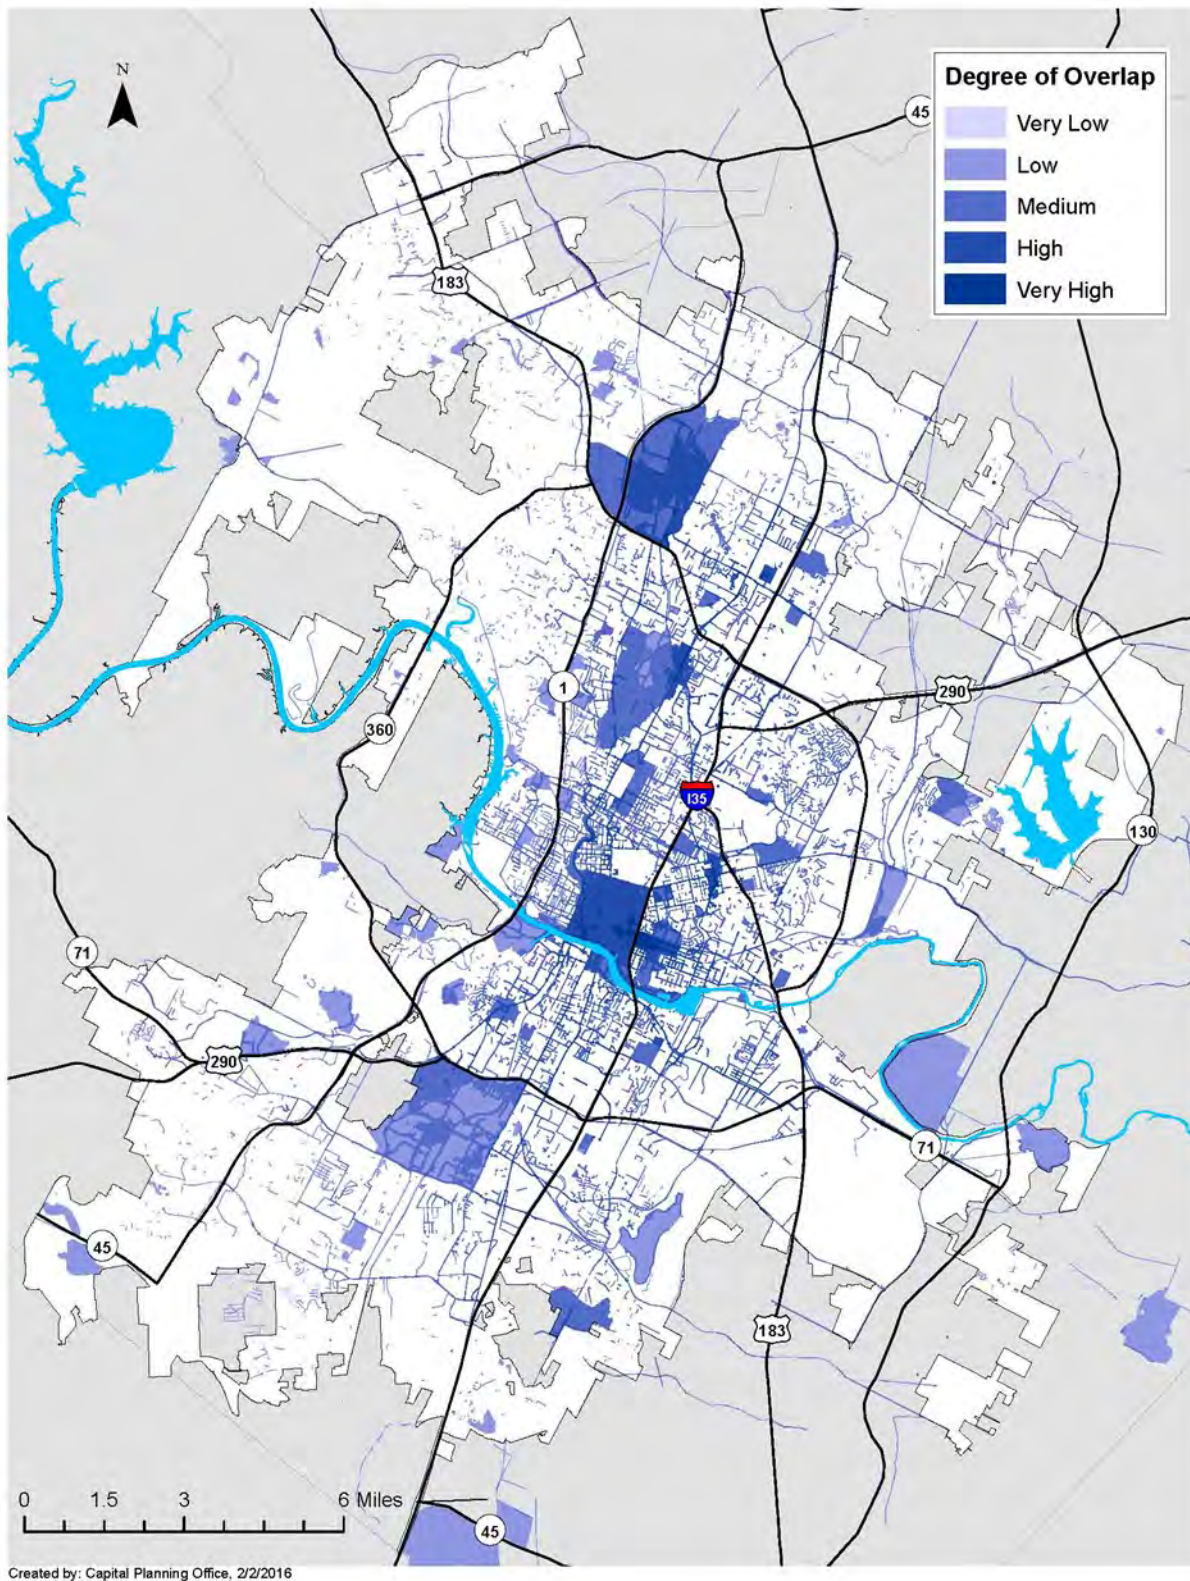 N
Degree of Overlap
Very Low
Low
Medium
High
Very High
45
183
1
360
290
I35
130
71
290
71
45
183
0 1.5 3 6 Miles
45
Created by: Capital Planning Office, 2/2/2016